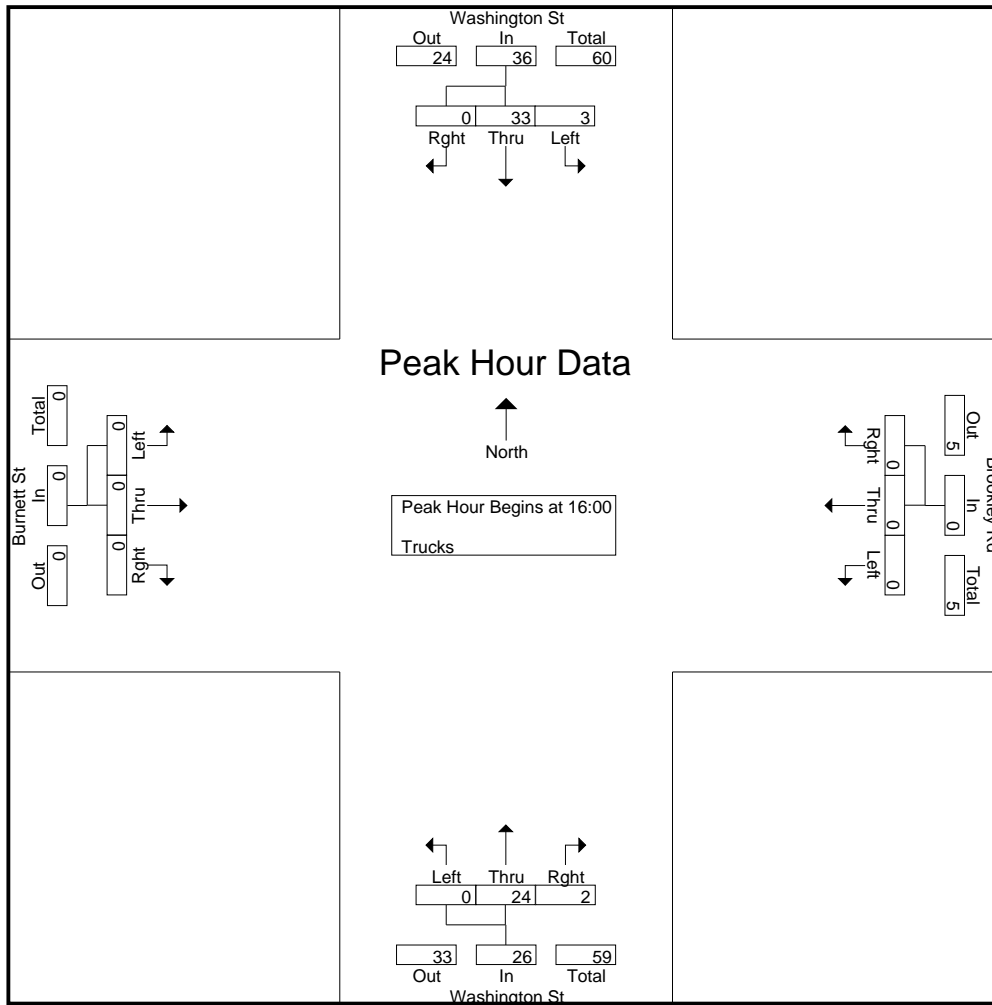 Washington St
Out In Total
24 36 60
0 33 3
Rght Thru Left
Peak Hour Data
North
Peak Hour Begins at 16:00
Trucks
Burnett St
Out In Total
0 0 0
Rght Thru Left
0 0 0
Brookley Rd
Out In Total
5 0 5
Rght Thru Left
0 0 0
Left Thru Rght
0 24 2
33 26 59
Out In Total
Washington St